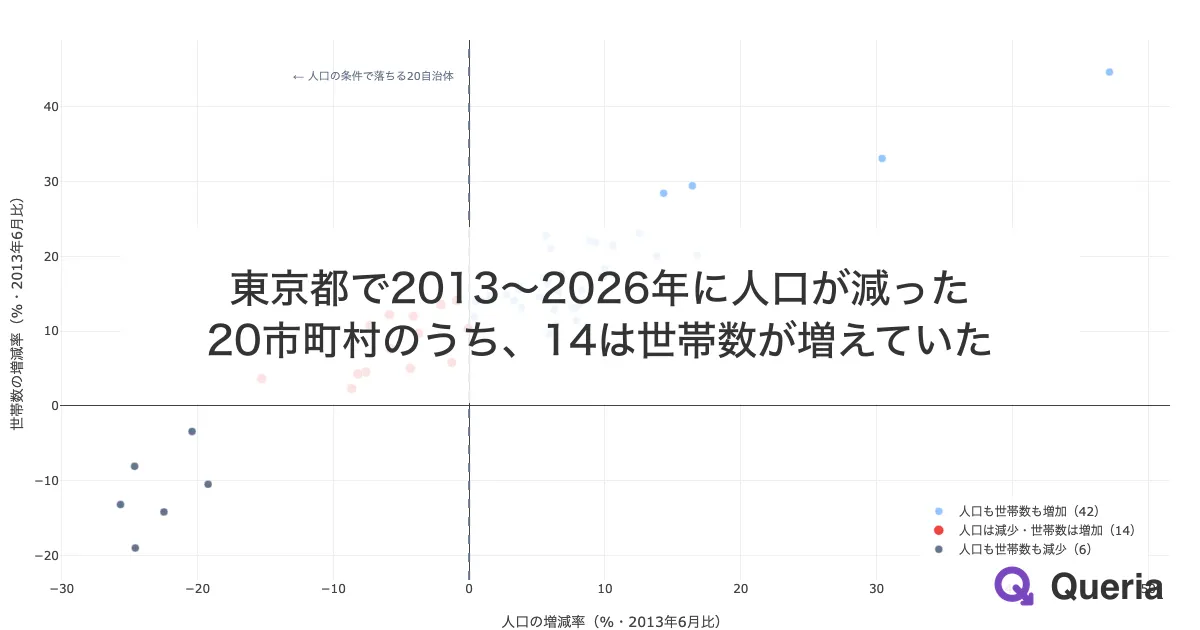 ← 人口の条件で落ちる20自治体
世帯数の増減率（%・2013年6月比）
40
30
20
10
0
−10
−20
東京都で2013〜2026年に人口が減った
20市町村のうち、14は世帯数が増えていた
人口も世帯数も増加（42）
人口は減少・世帯数は増加（14）
人口も世帯数も減少（6）
−30
−20
−10
0
10
20
30
50
Queria
人口の増減率（%・2013年6月比）